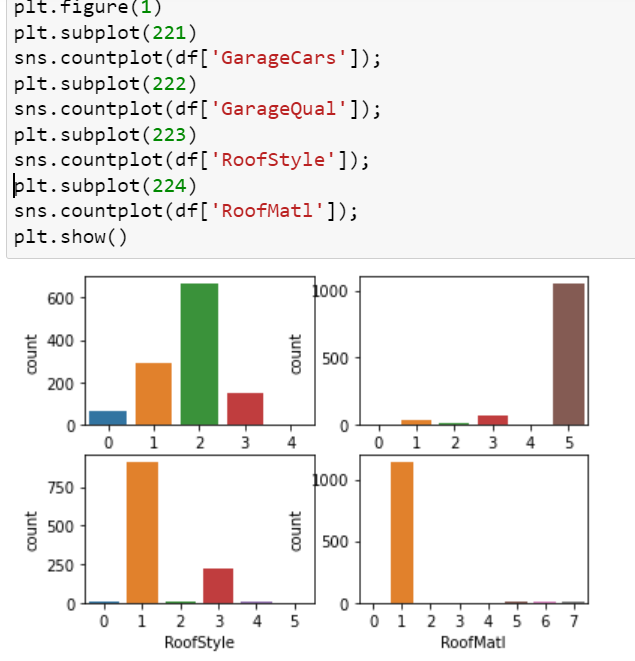 plt.figure(1)
plt.subplot(221)
sns.countplot(df['GarageCars']);
plt.subplot(222)
sns.countplot(df['GarageQual']);
plt.subplot(223)
sns.countplot(df['RoofStyle']);
plt.subplot(224)
sns.countplot(df['RoofMatl']);
plt.show()
600
400
200
0
count
0 1 2 3 4
1000
500
0
count
0 1 2 3 4 5
750
500
250
0
count
0 1 2 3 4 5
RoofStyle
1000
500
0
count
0 1 2 3 4 5 6 7
RoofMatl